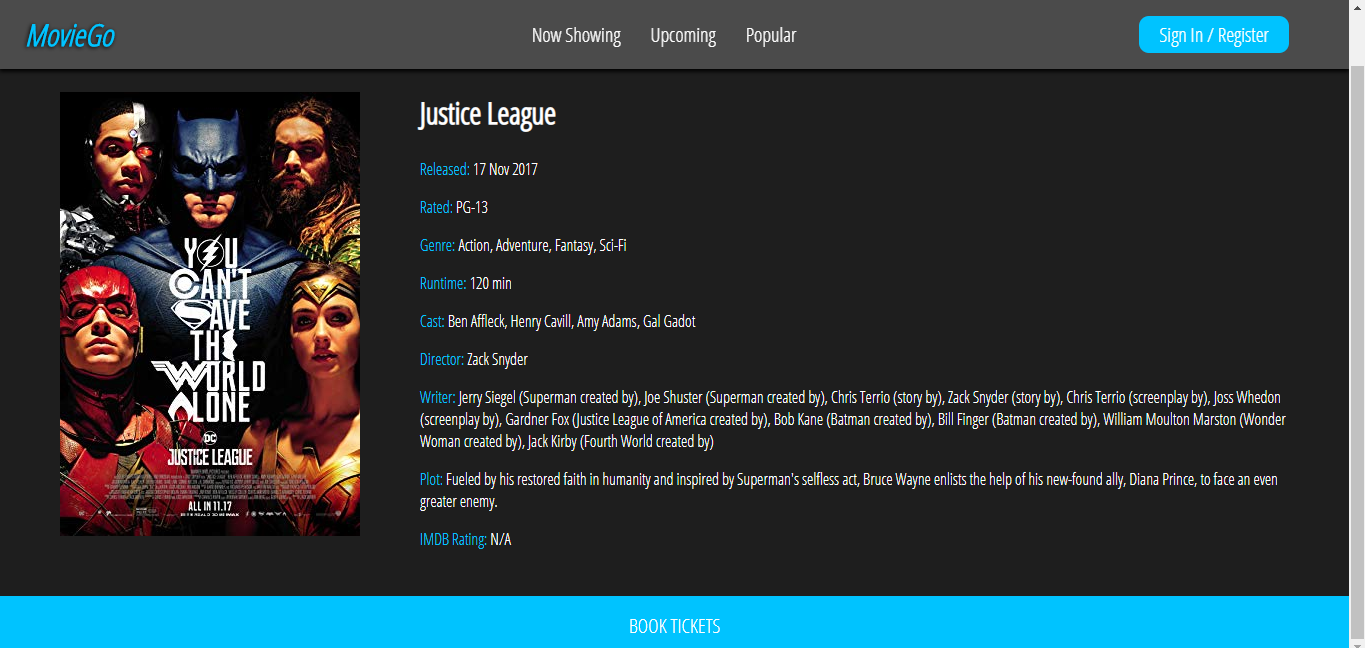 MovieGo
Now Showing
Upcoming
Popular
Sign In / Register
YOU
CAN'T
SAVE
THE
WORLD
ALONE
DC
JUSTICE LEAGUE
ALL IN 11.17
Justice League
Released: 17 Nov 2017
Rated: PG-13
Genre: Action, Adventure, Fantasy, Sci-Fi
Runtime: 120 min
Cast: Ben Affleck, Henry Cavill, Amy Adams, Gal Gadot
Director: Zack Snyder
Writer: Jerry Siegel (Superman created by), Joe Shuster (Superman created by), Chris Terrio (story by), Zack Snyder (story by), Chris Terrio (screenplay by), Joss Whedon
(screenplay by), Gardner Fox (Justice League of America created by), Bob Kane (Batman created by), Bill Finger (Batman created by), William Moulton Marston (Wonder
Woman created by), Jack Kirby (Fourth World created by)
Plot: Fueled by his restored faith in humanity and inspired by Superman's selfless act, Bruce Wayne enlists the help of his new-found ally, Diana Prince, to face an even
greater enemy.
IMDB Rating: N/A
BOOK TICKETS